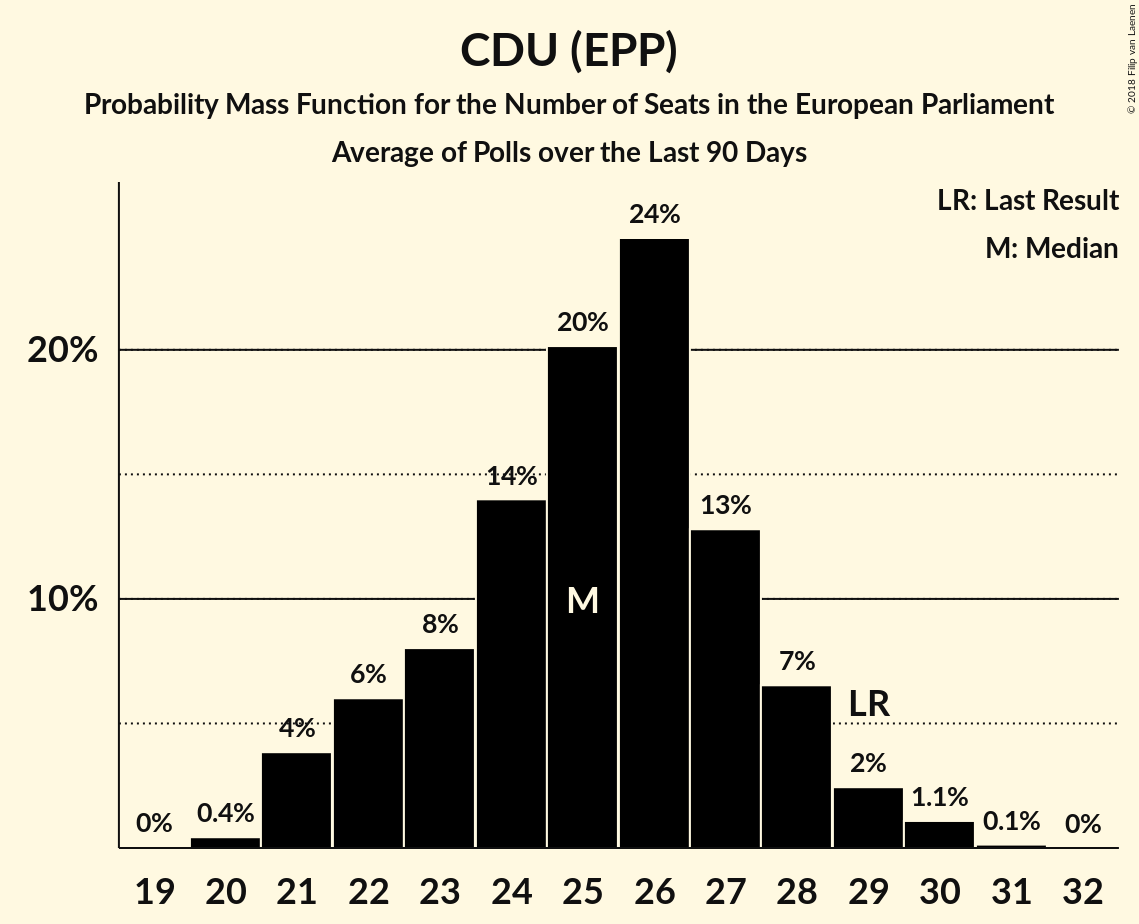 CDU (EPP)
Probability Mass Function for the Number of Seats in the European Parliament
Average of Polls over the Last 90 Days
© 2018 Filip van Laenen
LR: Last Result
M: Median
20%
10%
0%
0.4%
4%
6%
8%
14%
20%
24%
13%
7%
2%
1.1%
0.1%
0%
M
LR
19 20 21 22 23 24 25 26 27 28 29 30 31 32